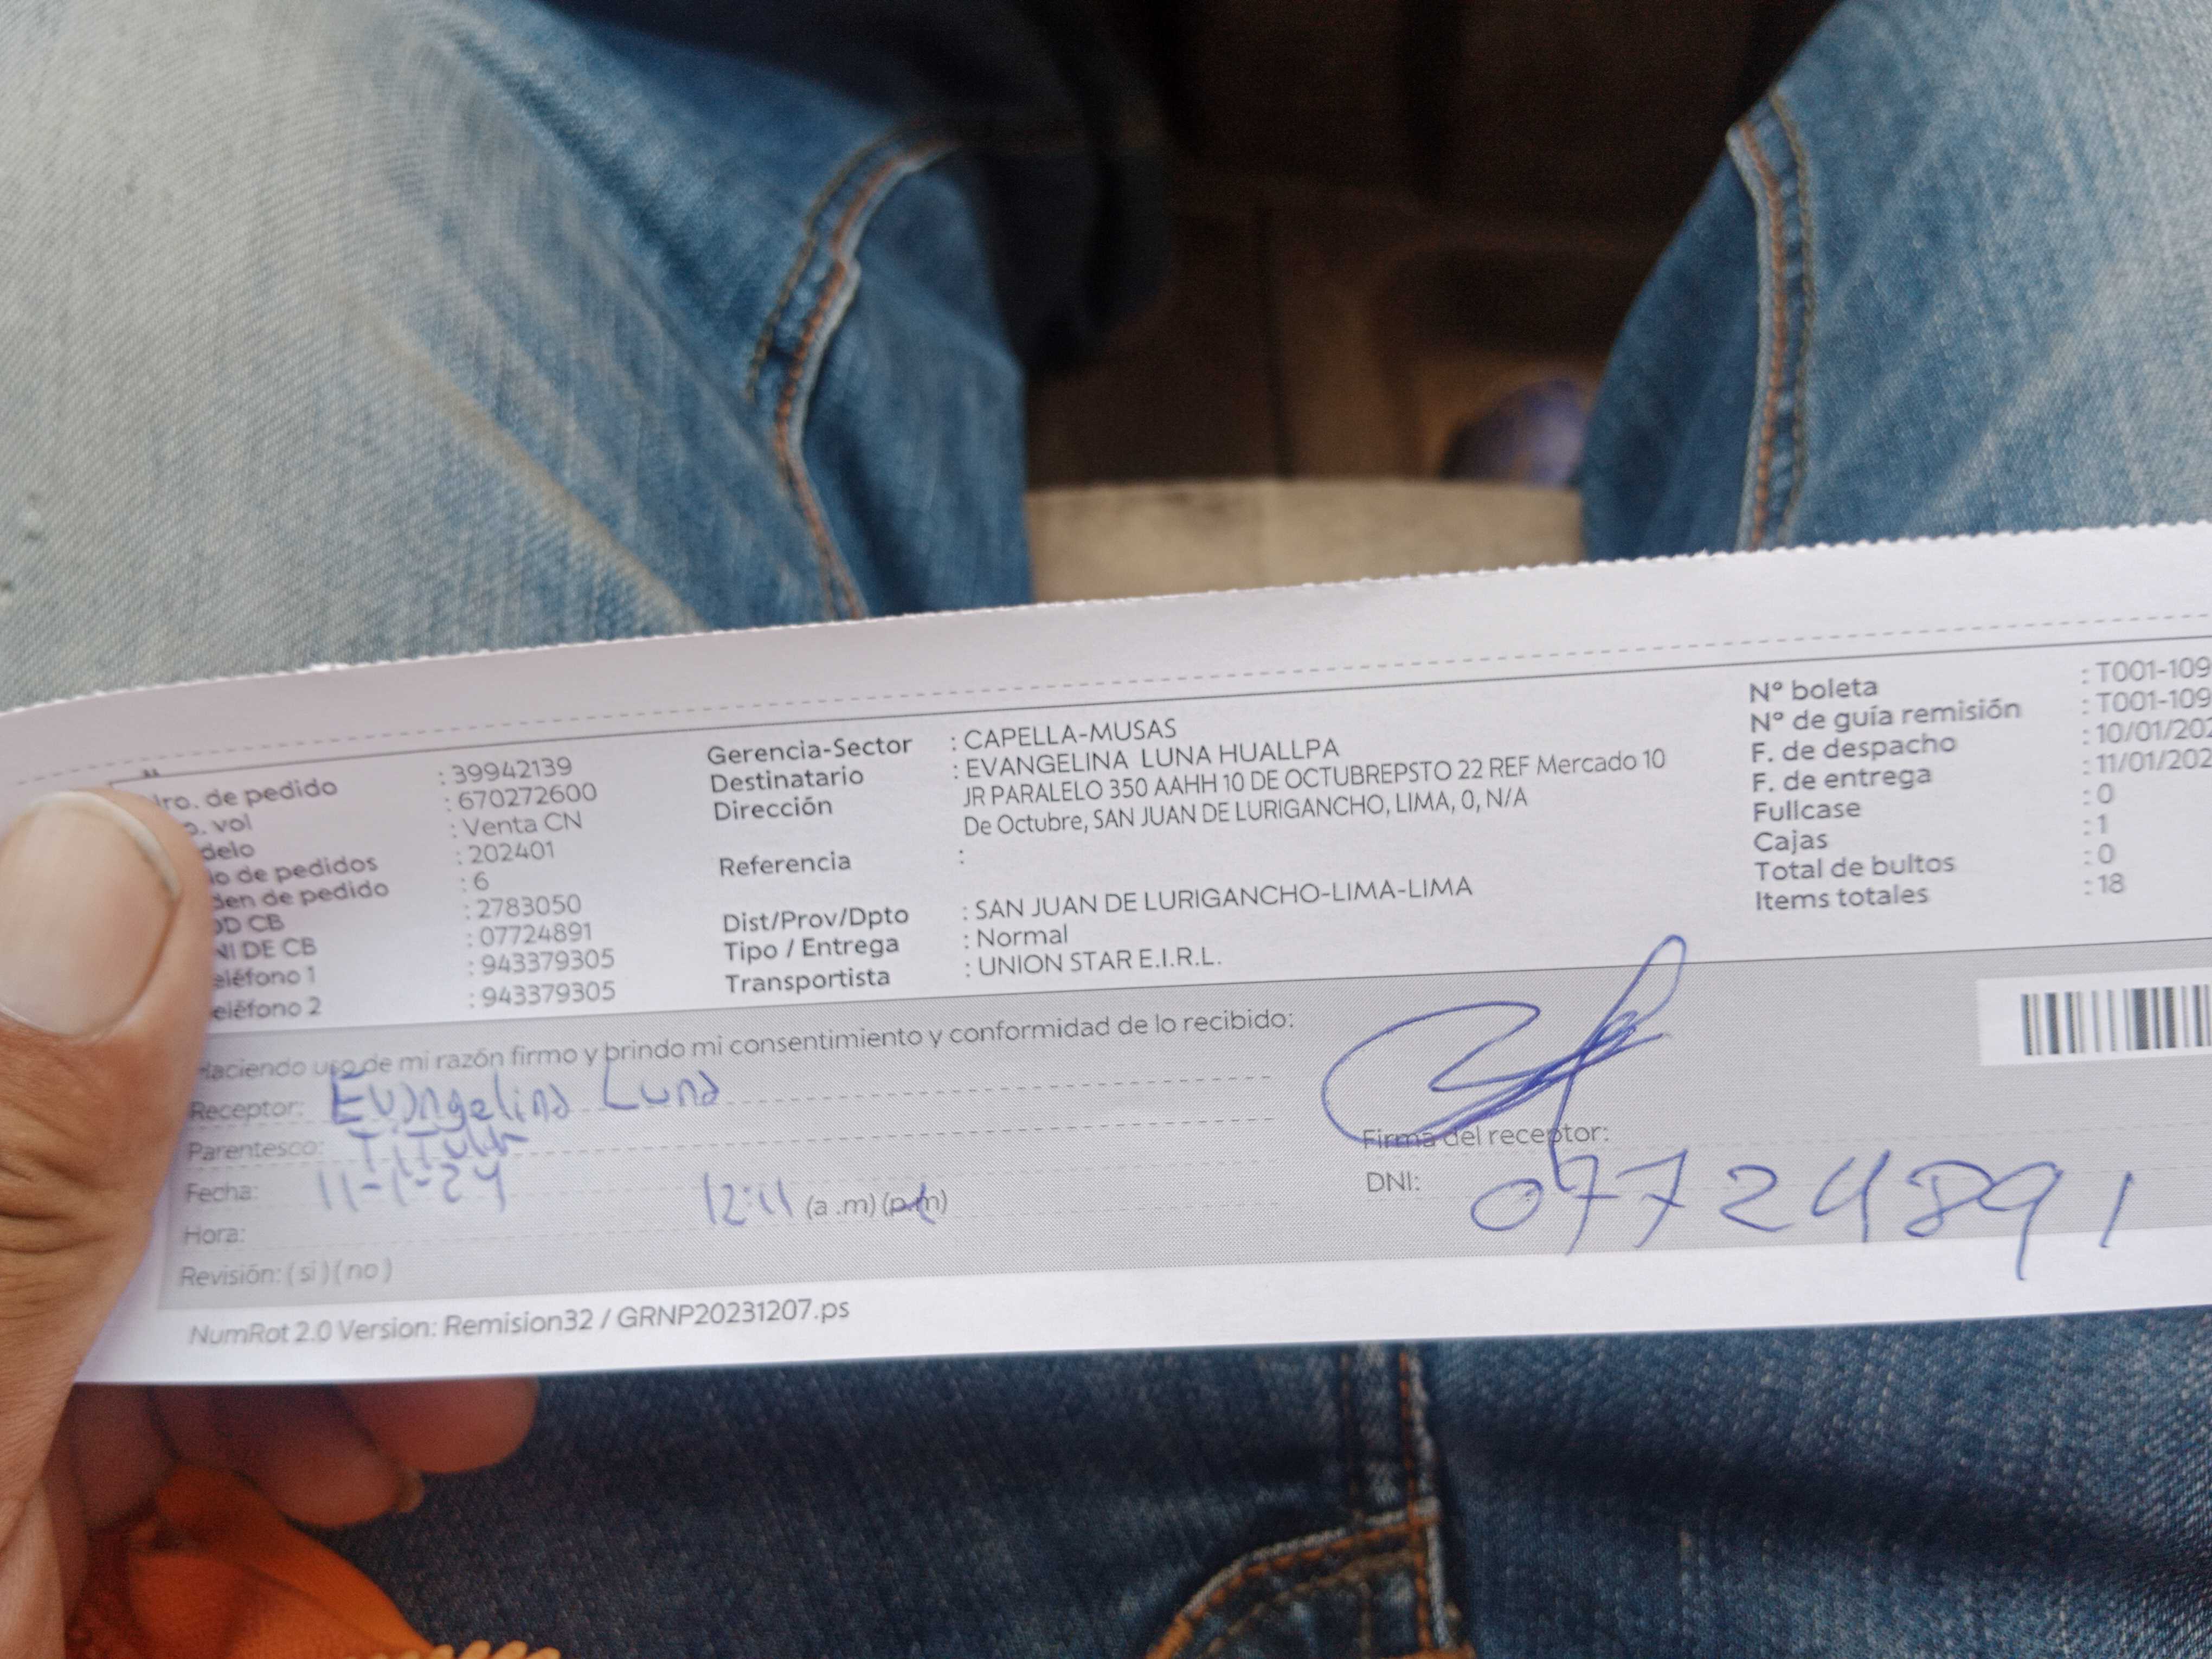 Nro. de pedido : 39942139
o. vol : 670272600
delo : Venta CN
o de pedidos : 202401
den de pedido : 6
OD CB : 2783050
NI DE CB : 07724891
eléfono 1 : 943379305
eléfono 2 : 943379305
Gerencia-Sector : CAPELLA-MUSAS
Destinatario : EVANGELINA LUNA HUALLPA
Dirección JR PARALELO 350 AAHH 10 DE OCTUBREPSTO 22 REF Mercado 10
De Octubre, SAN JUAN DE LURIGANCHO, LIMA, 0, N/A
Referencia :
Dist/Prov/Dpto : SAN JUAN DE LURIGANCHO-LIMA-LIMA
Tipo / Entrega : Normal
Transportista : UNION STAR E.I.R.L.
Nº boleta : T001-109
Nº de guía remisión : T001-109
F. de despacho : 10/01/202
F. de entrega : 11/01/202
Fullcase : 0
Cajas : 1
Total de bultos : 0
Items totales : 18
Haciendo uso de mi razón firmo y brindo mi consentimiento y conformidad de lo recibido:
Receptor: Evangelina Luna
Parentesco: Titular
Fecha: 11-1-24
Hora: 12:11 (a .m) (p.m)
Revisión: ( si ) ( no )
Firma del receptor:
DNI: 07724891
NumRot 2.0 Version: Remision32 / GRNP20231207.ps